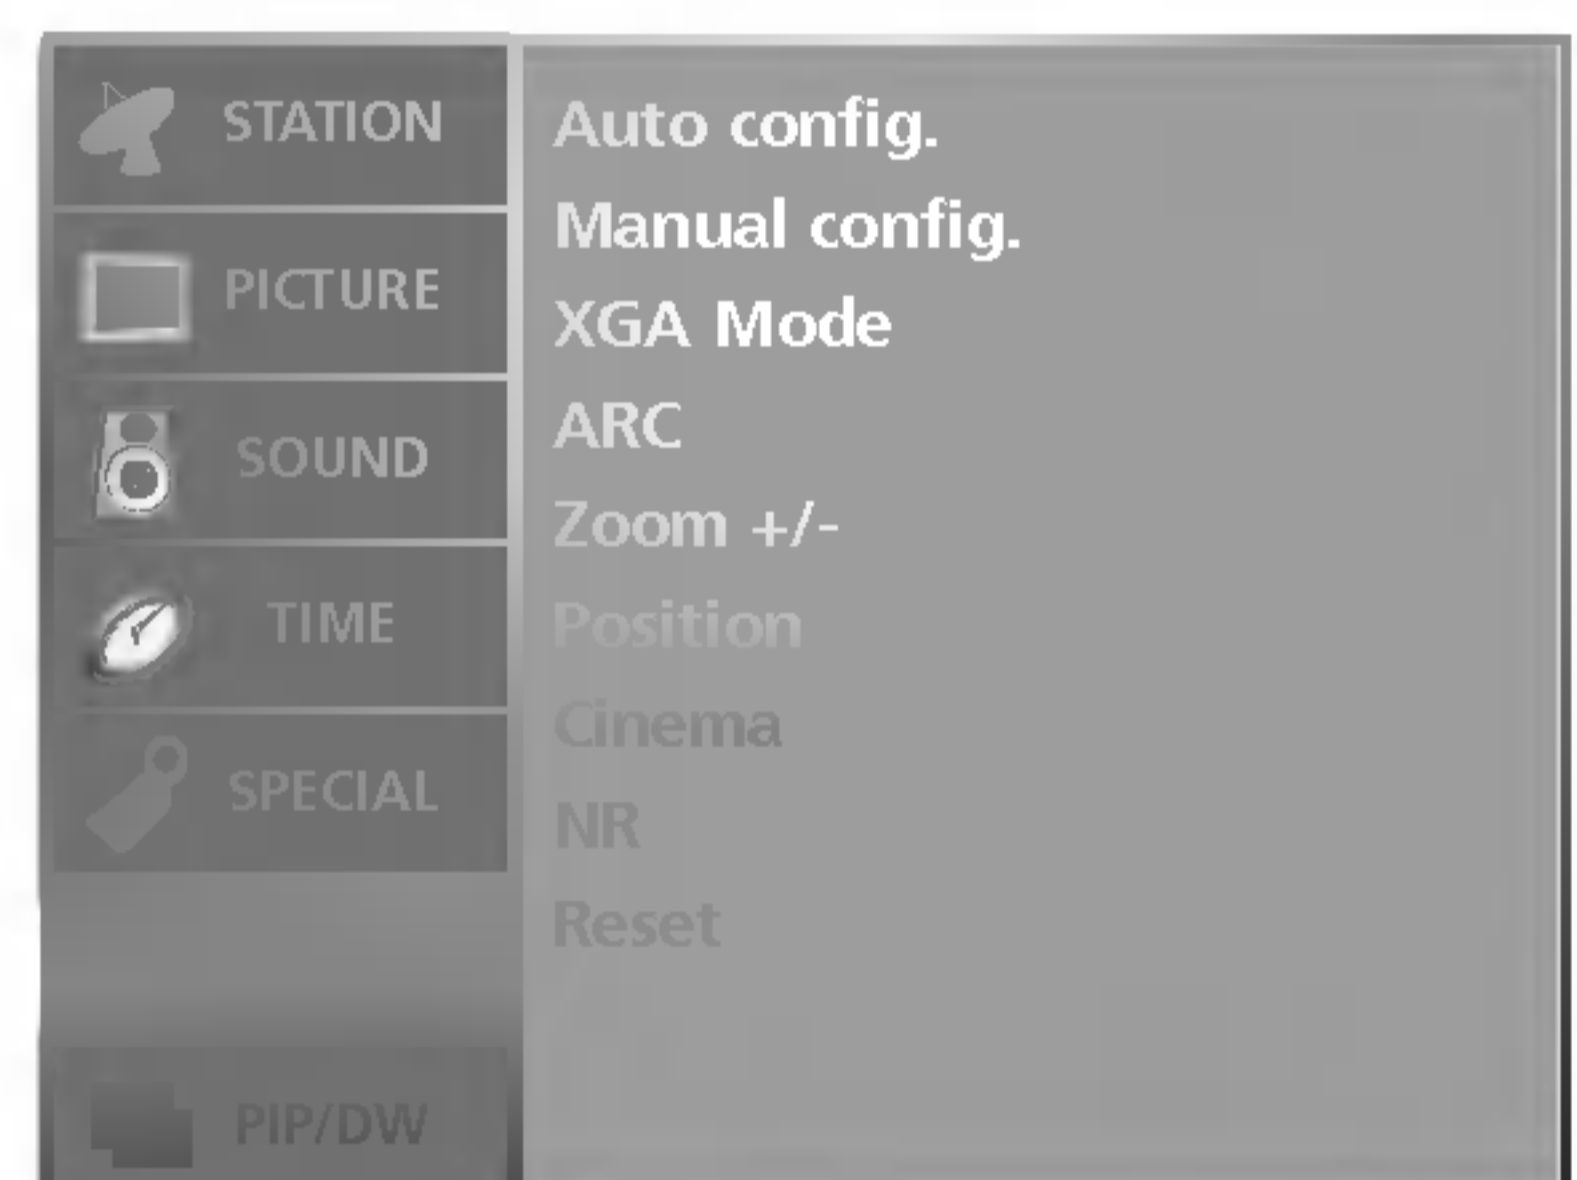 STATION
PICTURE
SOUND
TIME
SPECIAL
PIP/DW
Auto config.
Manual config.
XGA Mode
ARC
Zoom +/-
Position
Cinema
NR
Reset